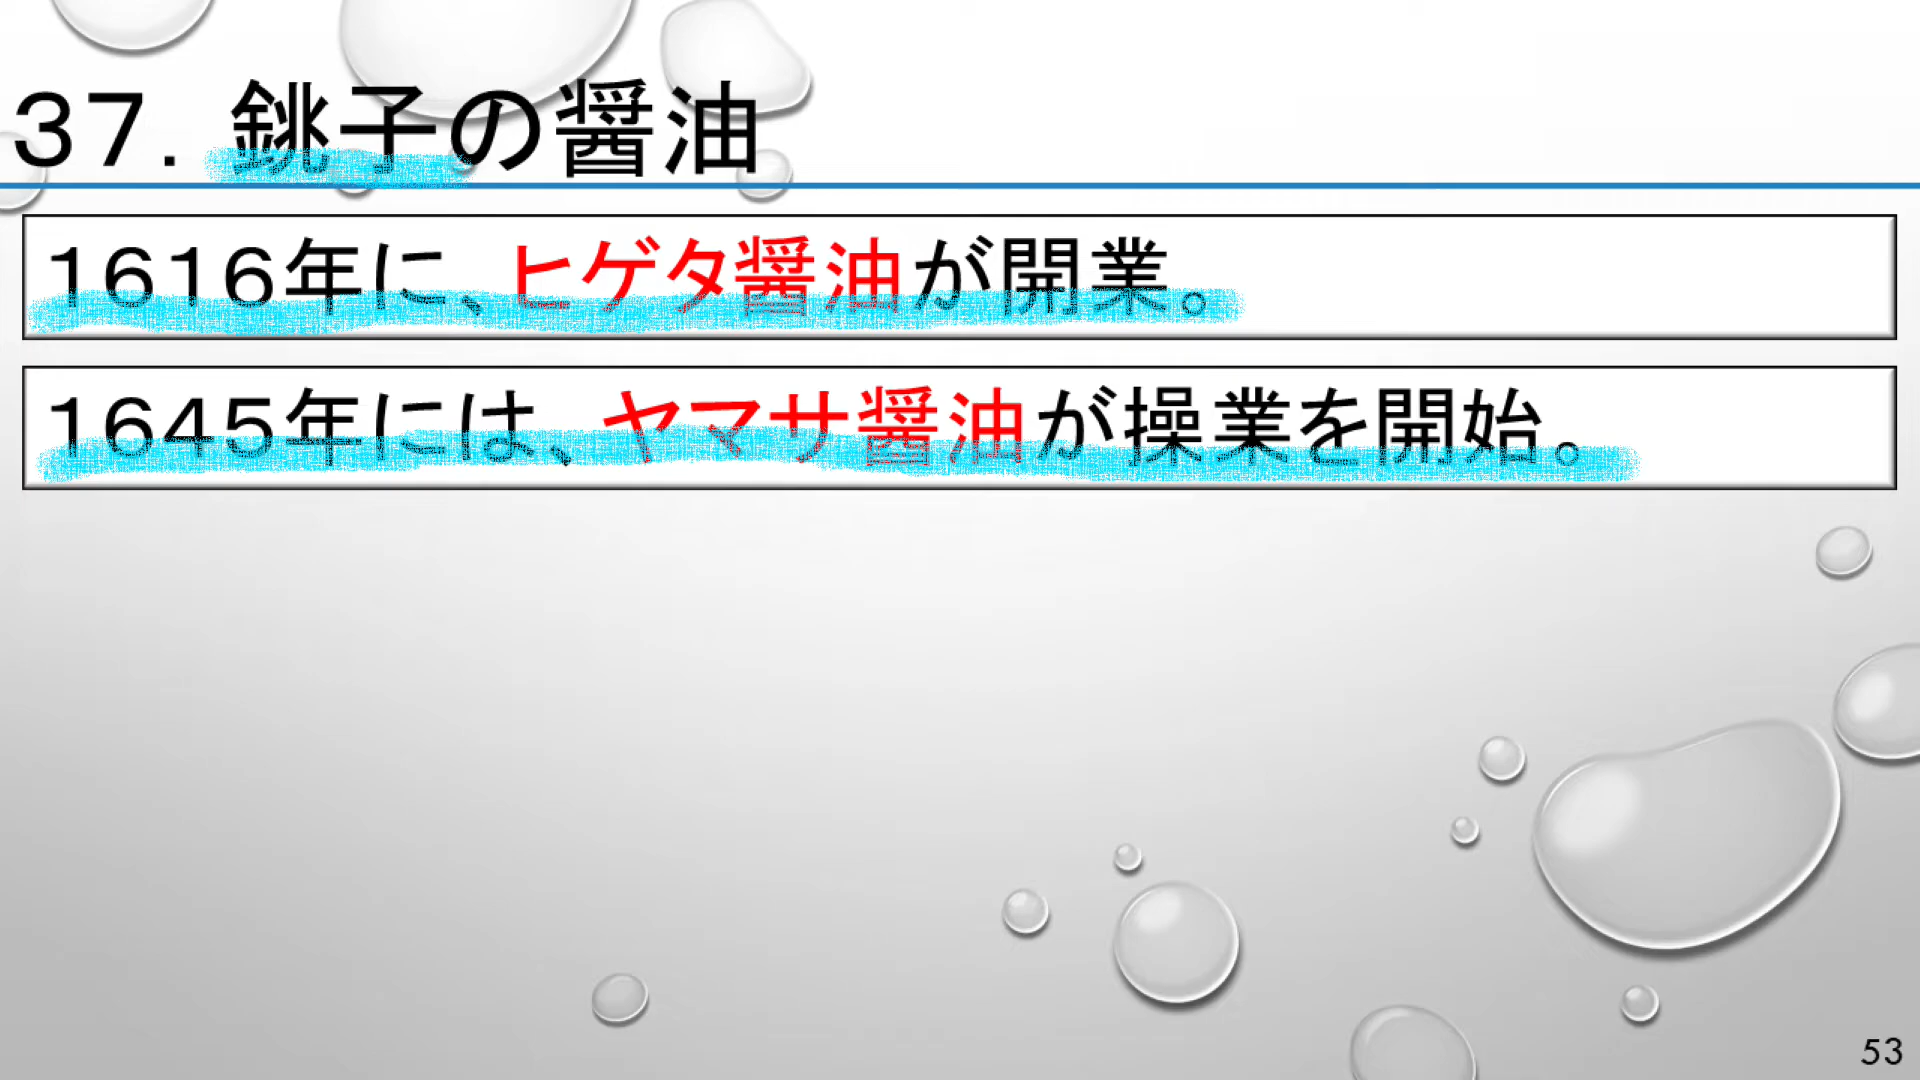 37. 銚子の醤油
1616年に、ヒゲタ醤油が開業。
1645年には、ヤマサ醤油が操業を開始。
53